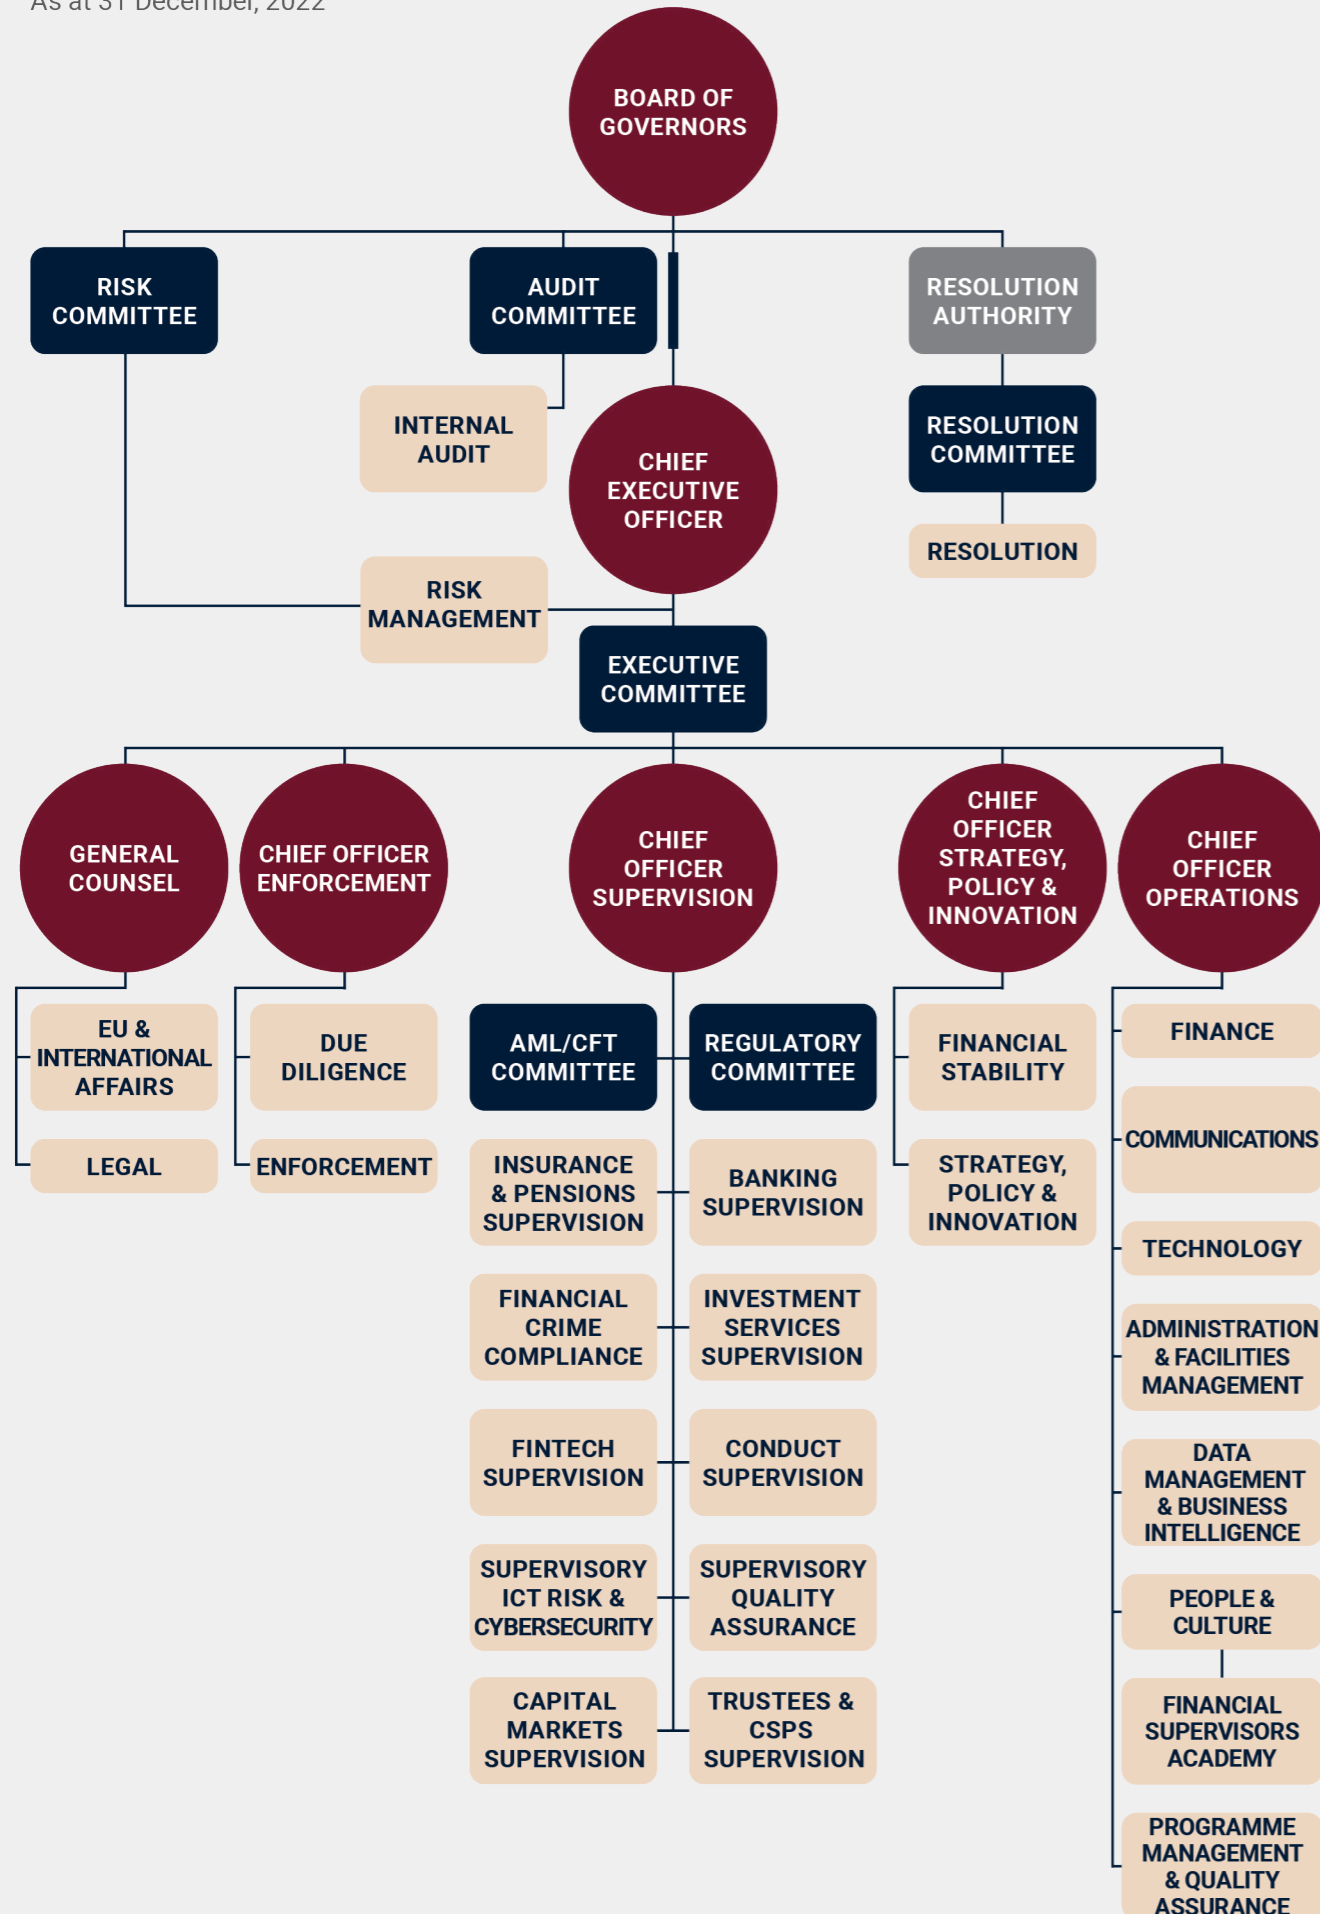 As at 31 December, 2022
BOARD OF
GOVERNORS
RISK
COMMITTEE
AUDIT
COMMITTEE
RESOLUTION
AUTHORITY
INTERNAL
AUDIT
CHIEF
EXECUTIVE
OFFICER
RESOLUTION
COMMITTEE
RESOLUTION
RISK
MANAGEMENT
EXECUTIVE
COMMITTEE
GENERAL
COUNSEL
CHIEF OFFICER
ENFORCEMENT
CHIEF
OFFICER
SUPERVISION
CHIEF
OFFICER
STRATEGY,
POLICY &
INNOVATION
CHIEF
OFFICER
OPERATIONS
EU &
INTERNATIONAL
AFFAIRS
LEGAL
DUE
DILIGENCE
ENFORCEMENT
AML/CFT
COMMITTEE
REGULATORY
COMMITTEE
INSURANCE
& PENSIONS
SUPERVISION
BANKING
SUPERVISION
FINANCIAL
CRIME
COMPLIANCE
INVESTMENT
SERVICES
SUPERVISION
FINTECH
SUPERVISION
CONDUCT
SUPERVISION
SUPERVISORY
ICT RISK &
CYBERSECURITY
SUPERVISORY
QUALITY
ASSURANCE
CAPITAL
MARKETS
SUPERVISION
TRUSTEES &
CSPS
SUPERVISION
FINANCIAL
STABILITY
STRATEGY,
POLICY &
INNOVATION
FINANCE
COMMUNICATIONS
TECHNOLOGY
ADMINISTRATION
& FACILITIES
MANAGEMENT
DATA
MANAGEMENT
& BUSINESS
INTELLIGENCE
PEOPLE &
CULTURE
FINANCIAL
SUPERVISORS
ACADEMY
PROGRAMME
MANAGEMENT
& QUALITY
ASSURANCE